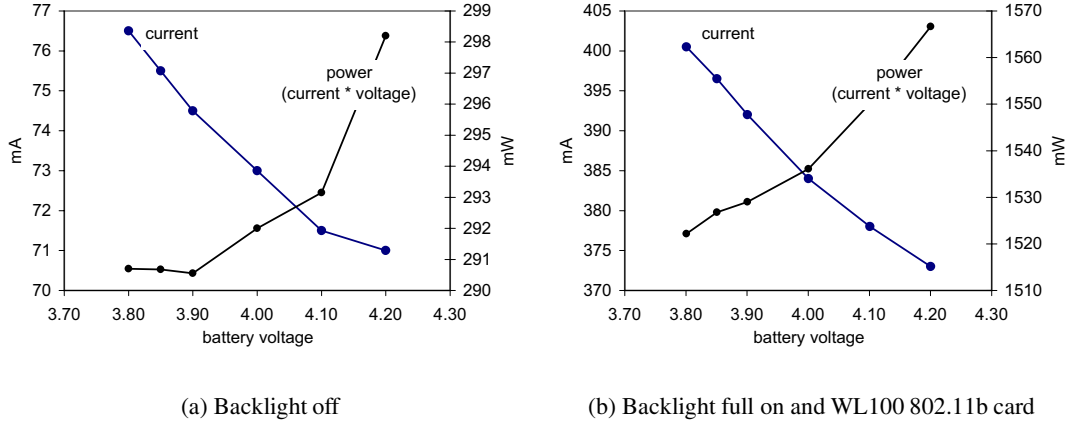 77
76
75
74
73
72
71
70
mA
299
298
297
296
295
294
293
292
291
290
mW
current
power
(current * voltage)
3.70 3.80 3.90 4.00 4.10 4.20 4.30
battery voltage
(a) Backlight off
405
400
395
390
385
380
375
370
mA
1570
1560
1550
1540
1530
1520
1510
mW
current
power
(current * voltage)
3.70 3.80 3.90 4.00 4.10 4.20 4.30
battery voltage
(b) Backlight full on and WL100 802.11b card